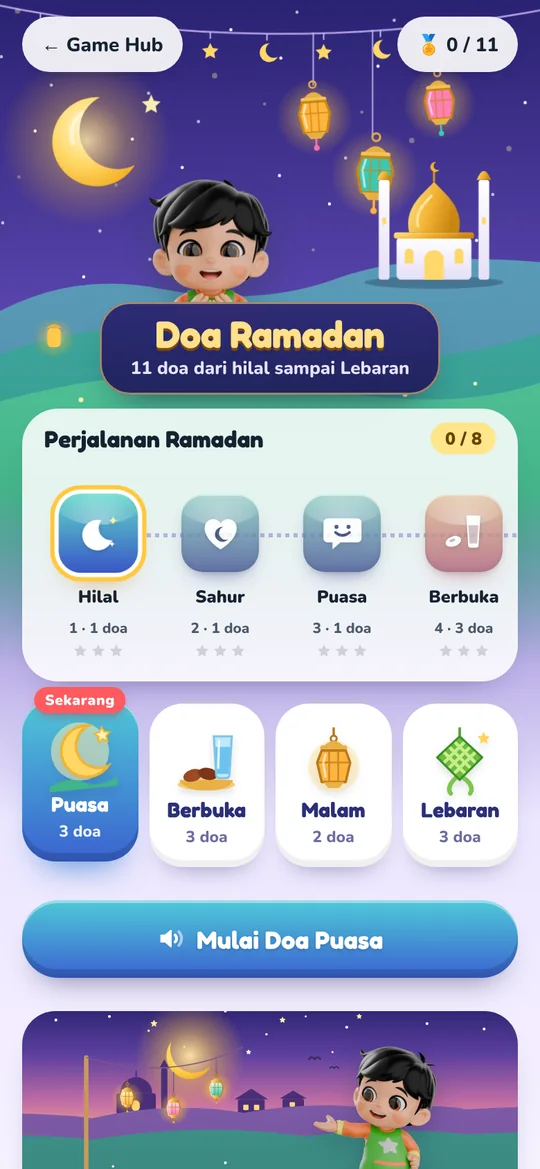 ← Game Hub
🏅 0 / 11
Doa Ramadan
11 doa dari hilal sampai Lebaran
Perjalanan Ramadan
0 / 8
Hilal
Sahur
Puasa
Berbuka
1 · 1 doa
2 · 1 doa
3 · 1 doa
4 · 3 doa
Sekarang
Puasa
Berbuka
Malam
Lebaran
3 doa
3 doa
2 doa
3 doa
Mulai Doa Puasa